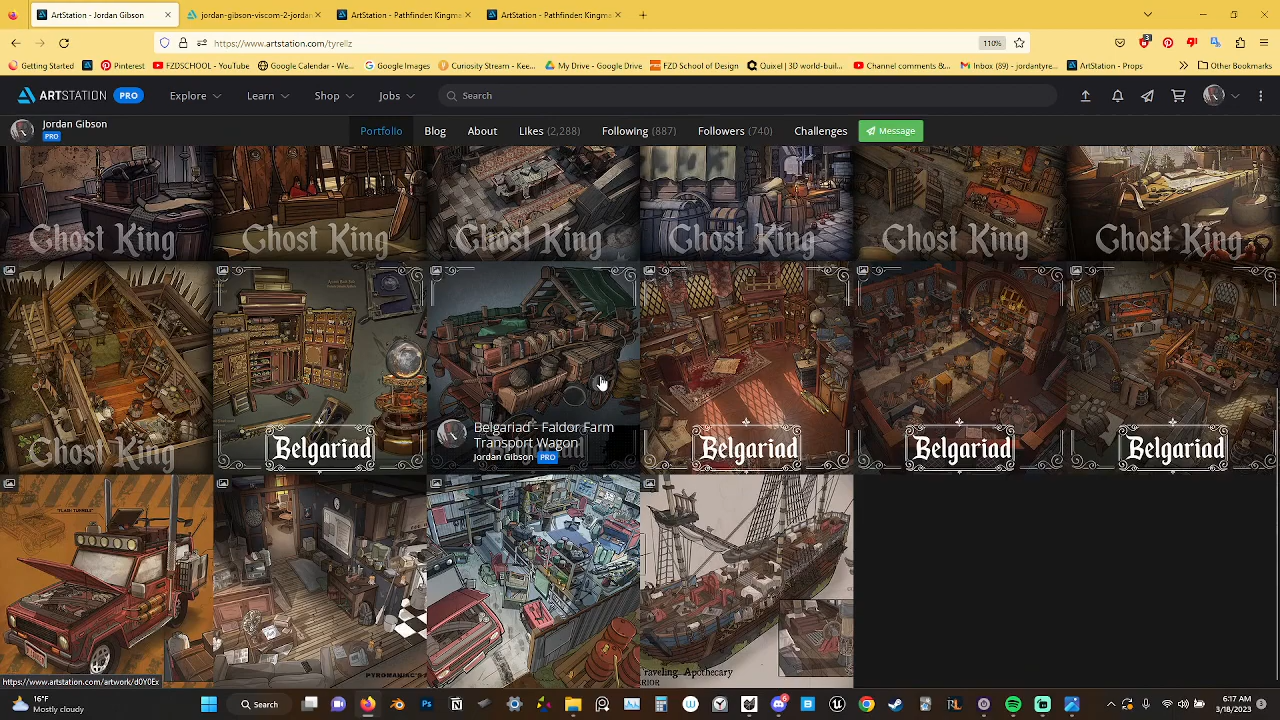 ArtStation - Jordan Gibson
jordan-gibson-viscom-2-jordan
ArtStation - Pathfinder: Kingma
ArtStation - Pathfinder: Kingma
https://www.artstation.com/tyrellz
110%
Getting Started
Pinterest
FZDSCHOOL - YouTube
Google Calendar - We...
Google Images
Curiosity Stream - Kee...
My Drive - Google Drive
FZD School of Design
Quixel | 3D world-buil...
Channel comments &...
Inbox (89) - jordantyre...
ArtStation - Props
Other Bookmarks
ARTSTATION
PRO
Explore
Learn
Shop
Jobs
Search
Jordan Gibson
PRO
Portfolio
Blog
About
Likes (2,288)
Following (887)
Followers (740)
Challenges
Message
Ghost King
Ghost King
Ghost King
Ghost King
Ghost King
Ghost King
Ghost King
Belgariad
Belgariad - Faldor Farm
Transport Wagon
Jordan Gibson PRO
Belgariad
Belgariad
Belgariad
Traveling Apothecary
https://www.artstation.com/artwork/d0Y0Ex
16°F
Mostly cloudy
Search
6:37 AM
3/18/2023